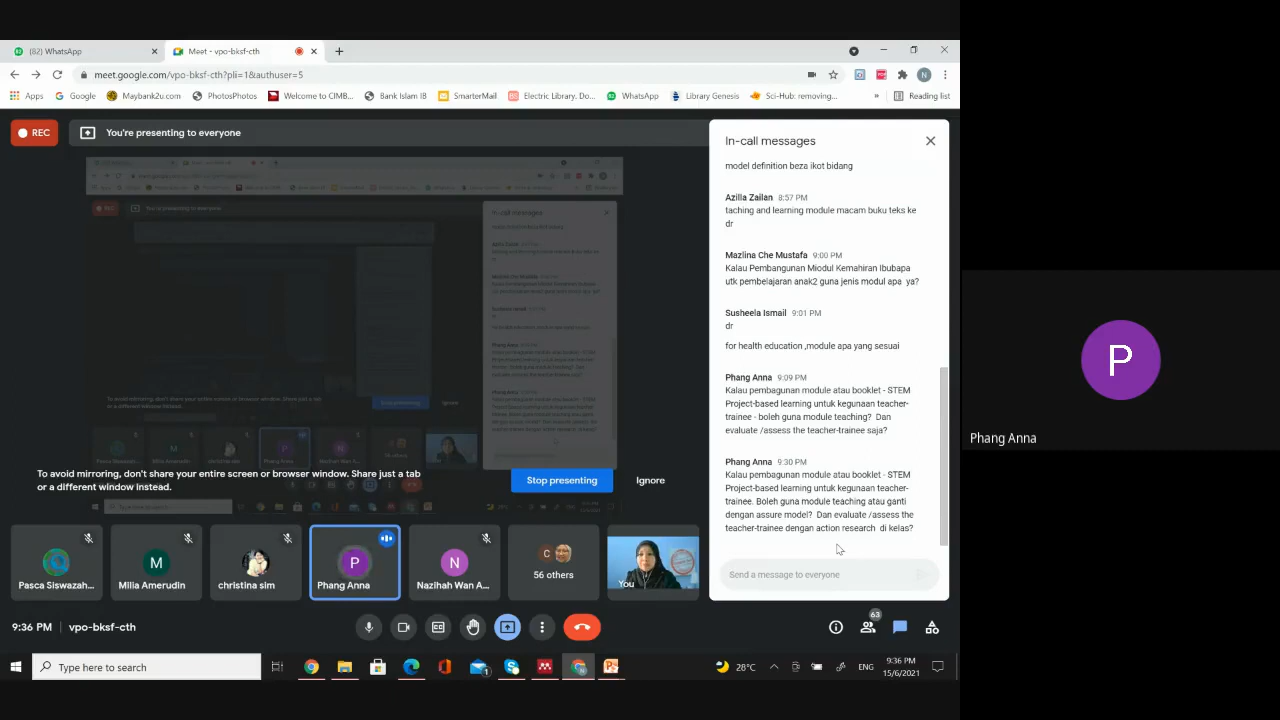 (82) WhatsApp
Meet - vpo-bksf-cth
meet.google.com/vpo-bksf-cth?pli=1&authuser=5
Apps
Google
Maybank2u.com
PhotosPhotos
Welcome to CIMB...
Bank Islam IB
SmarterMail
Electric Library, Do...
WhatsApp
Library Genesis
Sci-Hub: removing...
»
Reading list
REC
You're presenting to everyone
In-call messages
model definition beza ikot bidang
Azilla Zailan 8:57 PM
taching and learning module macam buku teks ke
dr
Mazlina Che Mustafa 9:00 PM
Kalau Pembangunan Miodul Kemahiran Ibubapa
utk pembelajaran anak2 guna jenis modul apa ya?
Susheela Ismail 9:01 PM
dr
for health education ,module apa yang sesuai
Phang Anna 9:09 PM
Kalau pembagunan module atau booklet - STEM
Project-based learning untuk kegunaan teacher-
trainee - boleh guna module teaching? Dan
evaluate /assess the teacher-trainee saja?
Phang Anna 9:30 PM
Kalau pembagunan module atau booklet - STEM
Project-based learning untuk kegunaan teacher-
trainee. Boleh guna module teaching atau ganti
dengan assure model? Dan evaluate /assess the
teacher-trainee dengan action research di kelas?
Send a message to everyone
To avoid mirroring, don't share your entire screen or browser window. Share just a tab
or a different window instead.
Stop presenting
Ignore
Pasca Siswazah...
M
Milia Amerudin
christina sim
P
Phang Anna
N
Nazihah Wan A...
C
56 others
You
9:36 PM | vpo-bksf-cth
63
Type here to search
28°C
ENG
9:36 PM
15/6/2021
P
Phang Anna